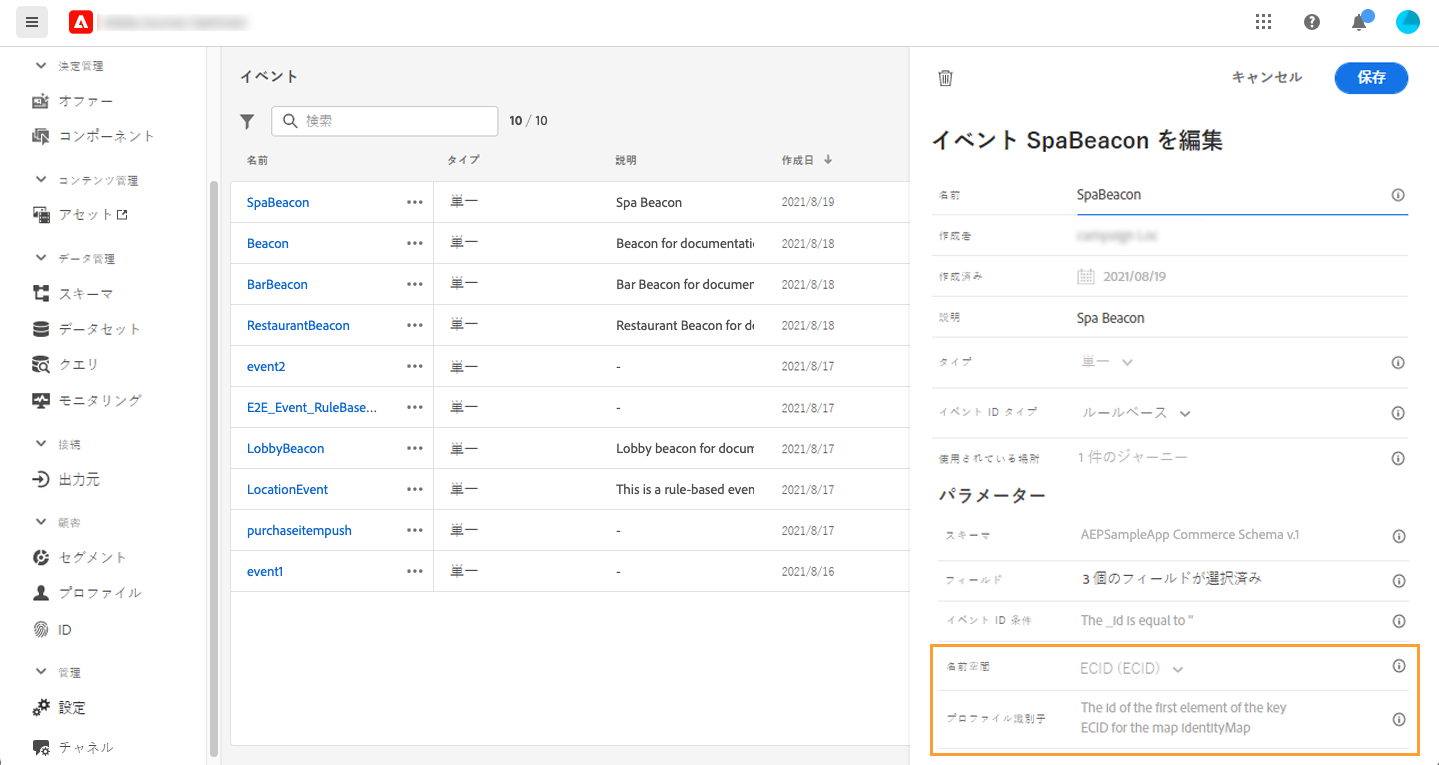 決定管理
オファー
コンポーネント
コンテンツ管理
アセット
データ管理
スキーマ
データセット
クエリ
モニタリング
接続
出力元
顧客
セグメント
プロファイル
ID
管理
設定
チャネル
イベント
検索
10 / 10
名前 タイプ 説明 作成日
SpaBeacon 単一 Spa Beacon 2021/8/19
Beacon 単一 Beacon for documentati 2021/8/18
BarBeacon 単一 Bar Beacon for documen 2021/8/18
RestaurantBeacon 単一 Restaurant Beacon for d 2021/8/18
event2 単一 - 2021/8/17
E2E_Event_RuleBase... 単一 - 2021/8/17
LobbyBeacon 単一 Lobby beacon for docum 2021/8/17
LocationEvent 単一 This is a rule-based even 2021/8/17
purchaseitempush 単一 - 2021/8/17
event1 単一 - 2021/8/16
キャンセル 保存
イベント SpaBeacon を編集
名前 SpaBeacon
作成者
作成済み 2021/08/19
説明 Spa Beacon
タイプ 単一
イベント ID タイプ ルールベース
使用されている場所 1 件のジャーニー
パラメーター
スキーマ AEPSampleApp Commerce Schema v.1
フィールド 3 個のフィールドが選択済み
イベント ID 条件 The _id is equal to ''
名前空間 ECID (ECID)
プロファイル識別子 The id of the first element of the key
ECID for the map identityMap